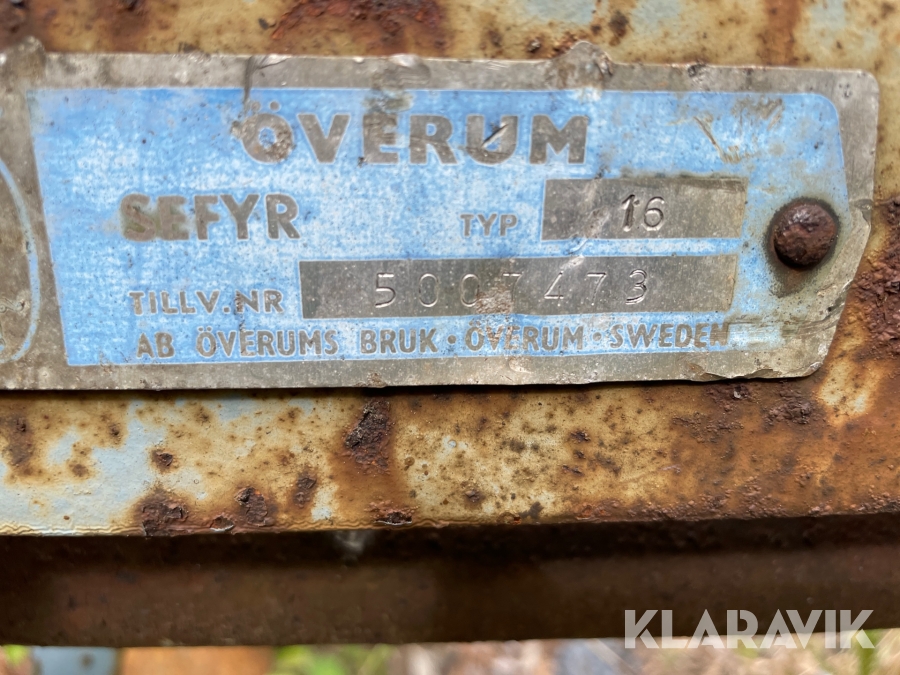 ÖVERUM
SEFYR TYP 16
TILLV.NR 5007473
AB ÖVERUMS BRUK · ÖVERUM · SWEDEN
KLARAVIK